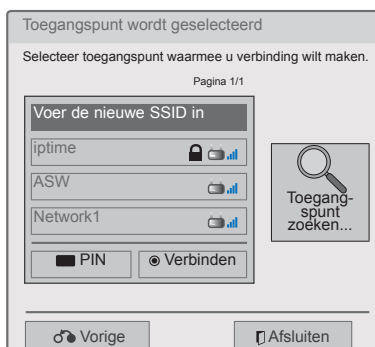 Toegangspunt wordt geselecteerd
Selecteer toegangspunt waarmee u verbinding wilt maken.
Pagina 1/1
Voer de nieuwe SSID in
iptime
ASW
Network1
Toegang-
spunt
zoeken...
PIN
Verbinden
Vorige
Afsluiten